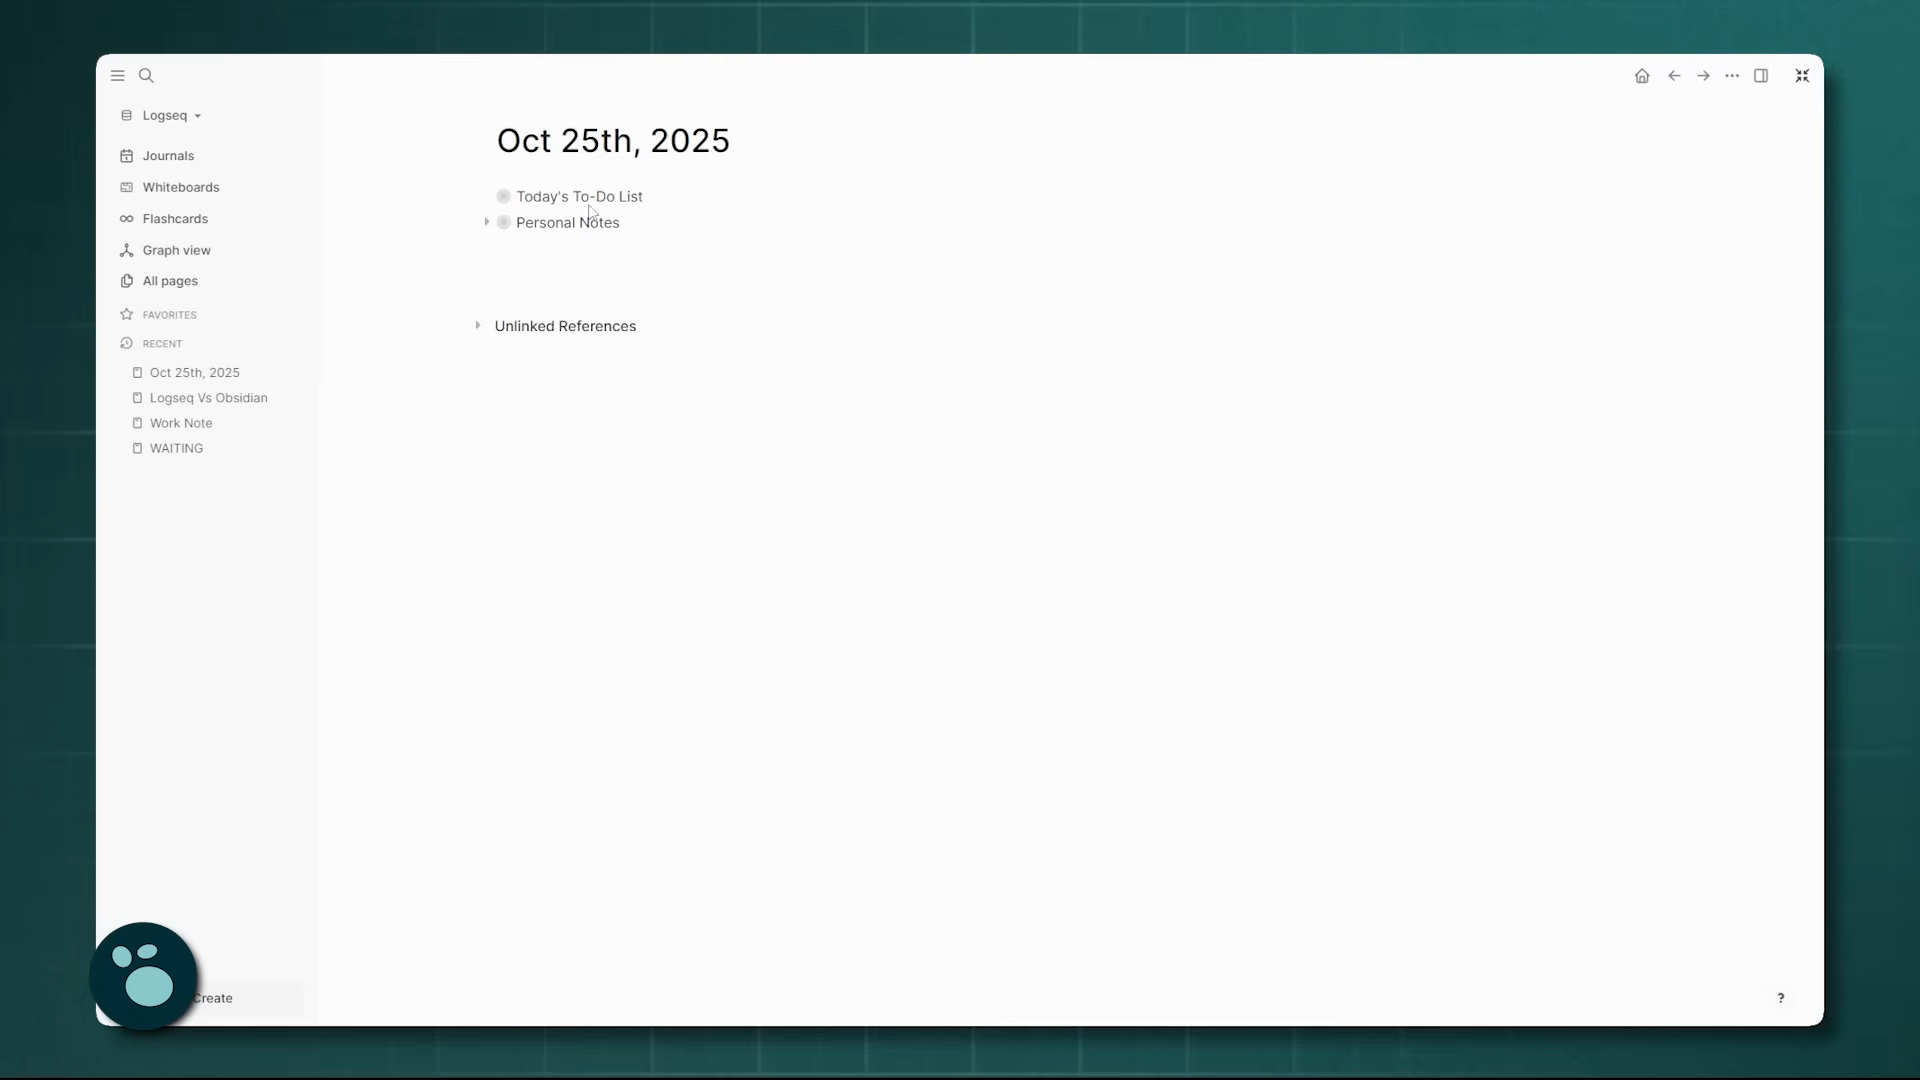 Logseq
Journals
Whiteboards
Flashcards
Graph view
All pages
FAVORITES
RECENT
Oct 25th, 2025
Logseq Vs Obsidian
Work Note
WAITING
Create
Oct 25th, 2025
Today's To-Do List
Personal Notes
Unlinked References
?